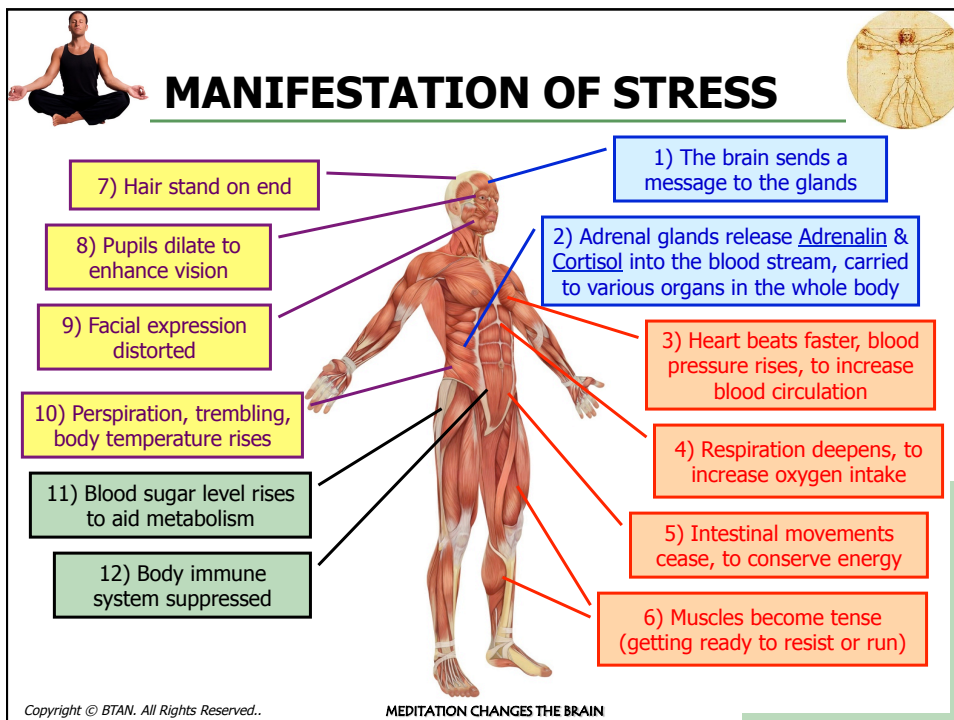 MANIFESTATION OF STRESS
1) The brain sends a
message to the glands
2) Adrenal glands release Adrenalin &
Cortisol into the blood stream, carried
to various organs in the whole body
3) Heart beats faster, blood
pressure rises, to increase
blood circulation
4) Respiration deepens, to
increase oxygen intake
5) Intestinal movements
cease, to conserve energy
6) Muscles become tense
(getting ready to resist or run)
7) Hair stand on end
8) Pupils dilate to
enhance vision
9) Facial expression
distorted
10) Perspiration, trembling,
body temperature rises
11) Blood sugar level rises
to aid metabolism
12) Body immune
system suppressed
Copyright © BTAN. All Rights Reserved..
MEDITATION CHANGES THE BRAIN